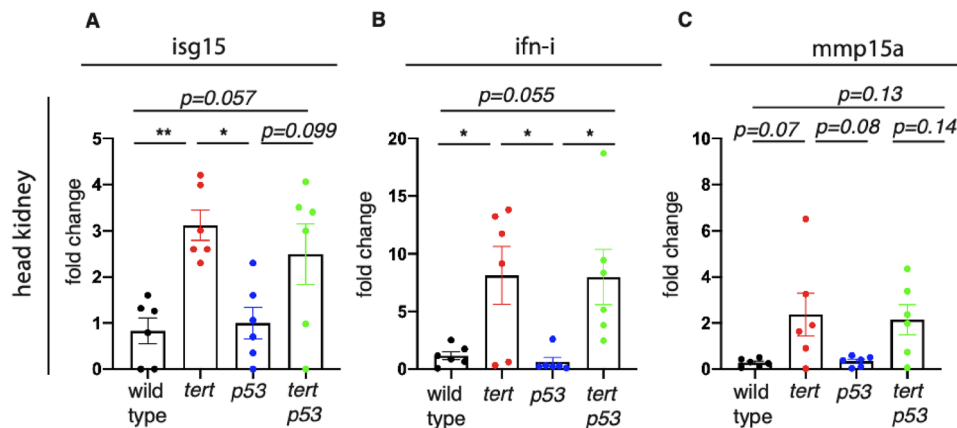 A
isg15
head kidney
p=0.057
**
*
p=0.099
fold change
5
4
3
2
1
0
wild type
tert
p53
tert p53
B
ifn-i
p=0.055
*
*
*
fold change
20
15
10
5
0
wild type
tert
p53
tert p53
C
mmp15a
p=0.13
p=0.07
p=0.08
p=0.14
fold change
10
8
6
4
2
0
wild type
tert
p53
tert p53